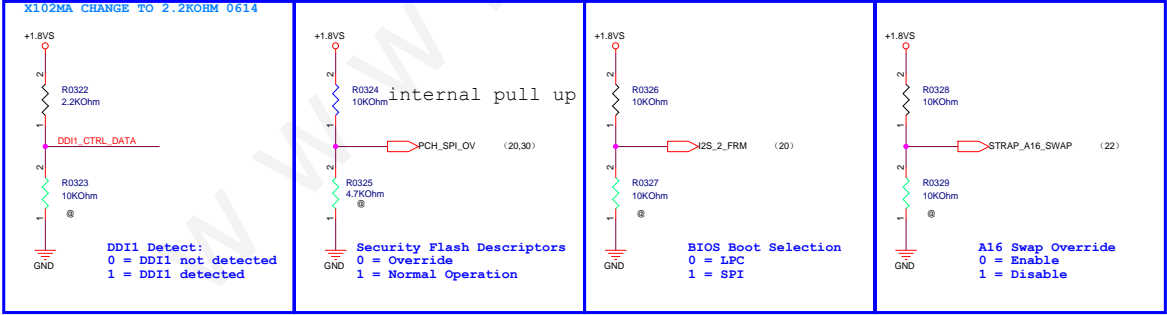 X102MA CHANGE TO 2.2KOHM 0614
+1.8VS
2
R0322
2.2KOhm
1
DDI1_CTRL_DATA
2
R0323
10KOhm
@
1
GND
DDI1 Detect:
0 = DDI1 not detected
1 = DDI1 detected
+1.8VS
2
R0324
10KOhm
internal pull up
1
PCH_SPI_OV (20,30)
2
R0325
4.7KOhm
@
1
GND
Security Flash Descriptors
0 = Override
1 = Normal Operation
+1.8VS
2
R0326
10KOhm
1
I2S_2_FRM (20)
2
R0327
10KOhm
@
1
GND
BIOS Boot Selection
0 = LPC
1 = SPI
+1.8VS
2
R0328
10KOhm
1
STRAP_A16_SWAP (22)
2
R0329
10KOhm
@
1
GND
A16 Swap Override
0 = Enable
1 = Disable
W W W